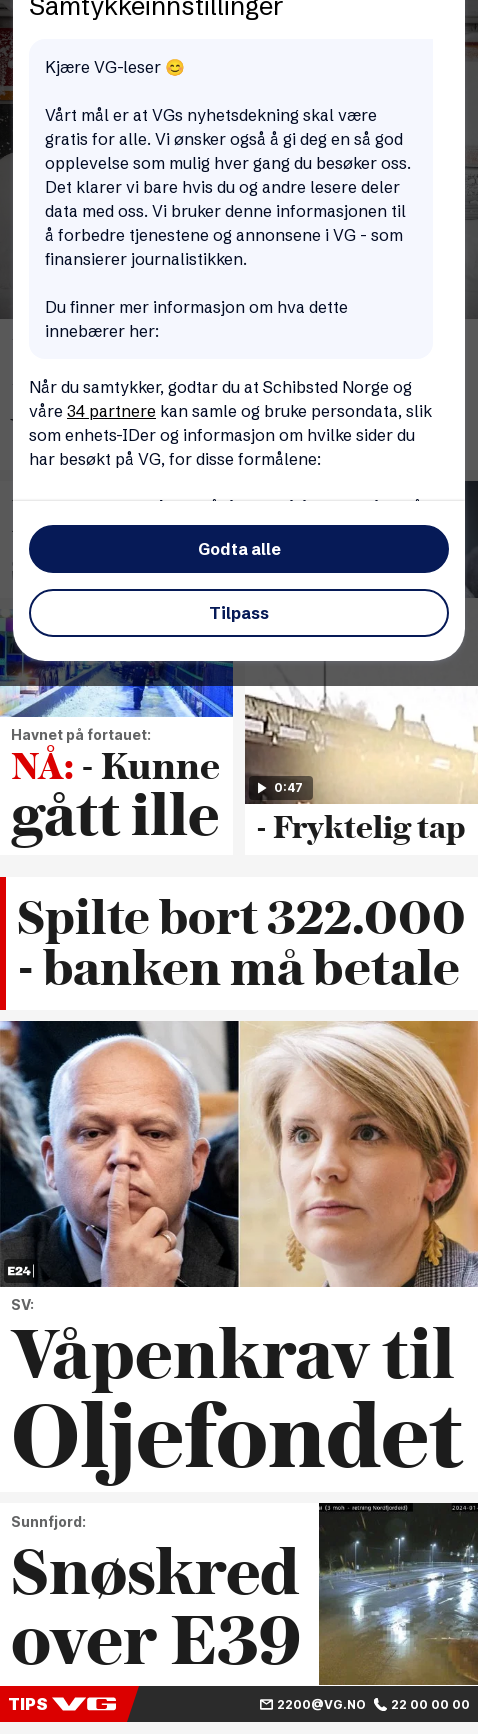 Samtykkeinnstillinger
Kjære VG-leser 😊
Vårt mål er at VGs nyhetsdekning skal være
gratis for alle. Vi ønsker også å gi deg en så god
opplevelse som mulig hver gang du besøker oss.
Det klarer vi bare hvis du og andre lesere deler
data med oss. Vi bruker denne informasjonen til
å forbedre tjenestene og annonsene i VG - som
finansierer journalistikken.
Du finner mer informasjon om hva dette
innebærer her:
Når du samtykker, godtar du at Schibsted Norge og
våre 34 partnere kan samle og bruke persondata, slik
som enhets-IDer og informasjon om hvilke sider du
har besøkt på VG, for disse formålene:
Godta alle
Tilpass
Havnet på fortauet:
NÅ: - Kunne
gått ille
0:47
- Fryktelig tap
Spilte bort 322.000
- banken må betale
E24
SV:
Våpenkrav til
Oljefondet
Sunnfjord:
Snøskred
over E39
TIPS VG
2200@VG.NO 22 00 00 00